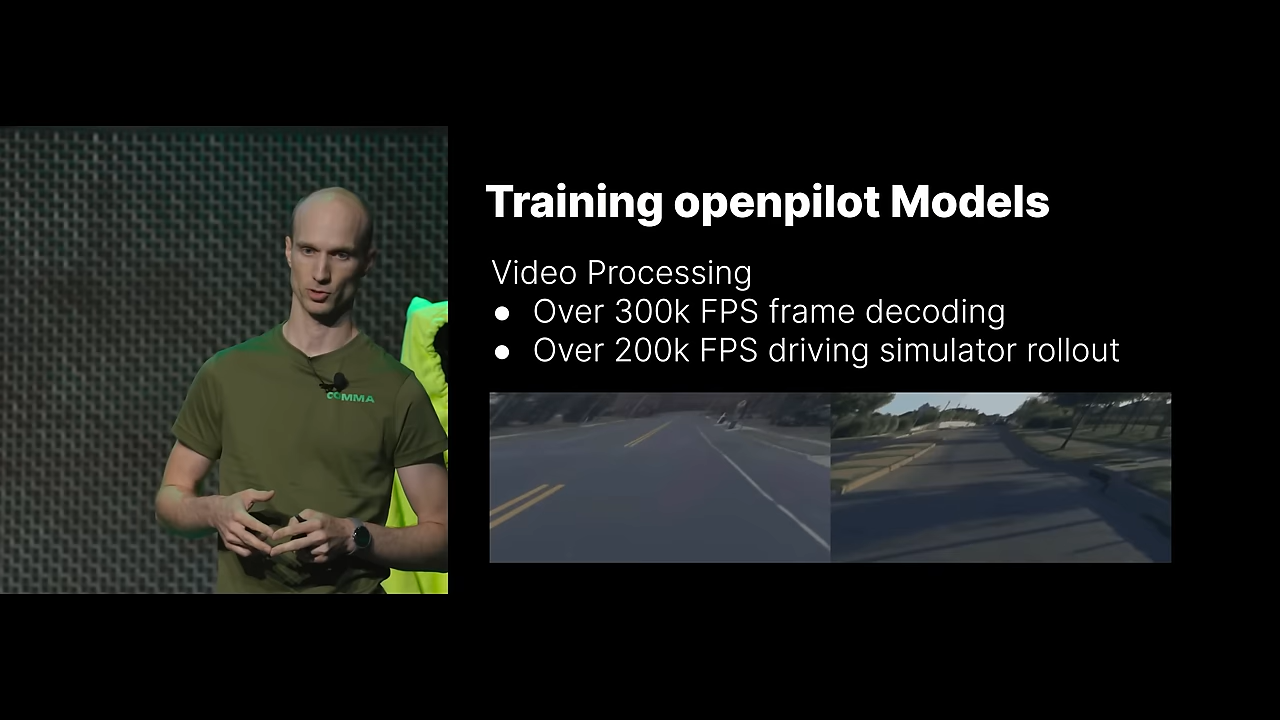 Training openpilot Models
Video Processing
● Over 300k FPS frame decoding
● Over 200k FPS driving simulator rollout
COMMA